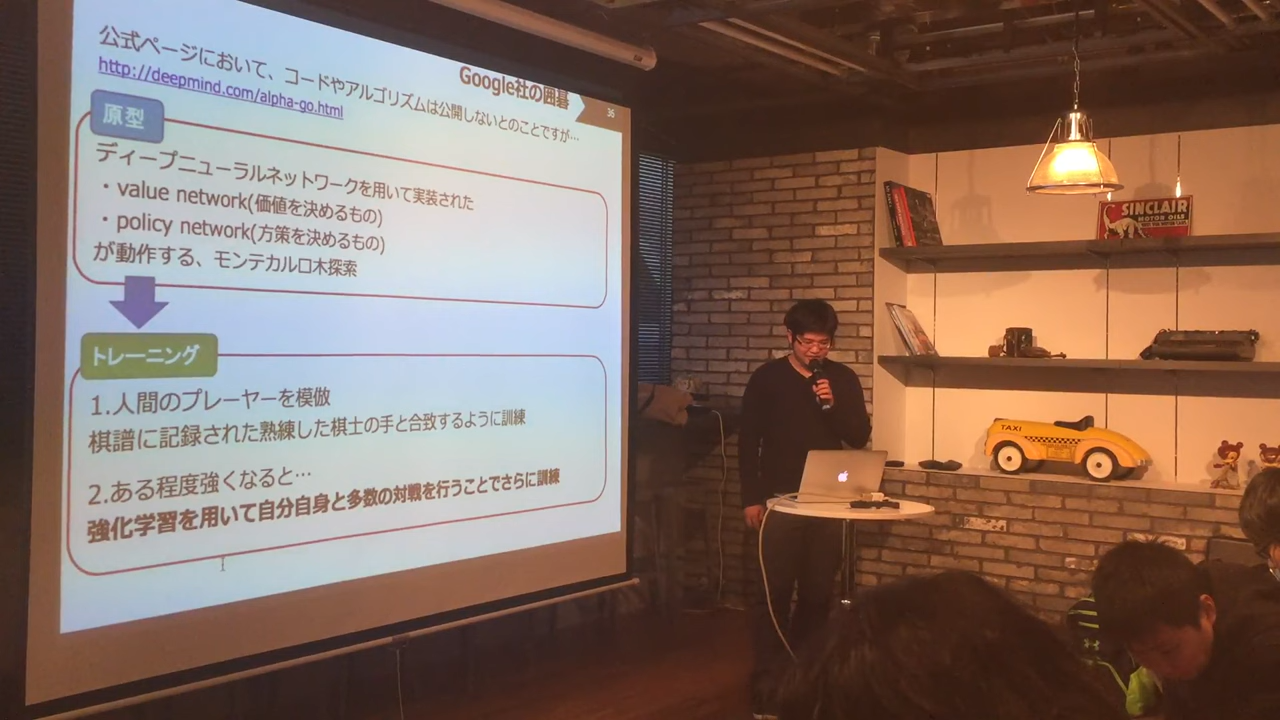 Google社の囲碁
36
公式ページにおいて、コードやアルゴリズムは公開しないとのことですが…
http://deepmind.com/alpha-go.html
原型
ディープニューラルネットワークを用いて実装された
・value network(価値を決めるもの)
・policy network(方策を決めるもの)
が動作する、モンテカルロ木探索
トレーニング
1.人間のプレーヤーを模倣
棋譜に記録された熟練した棋士の手と合致するように訓練
2.ある程度強くなると…
強化学習を用いて自分自身と多数の対戦を行うことでさらに訓練
SINCLAIR
MOTOR OILS
TAXI